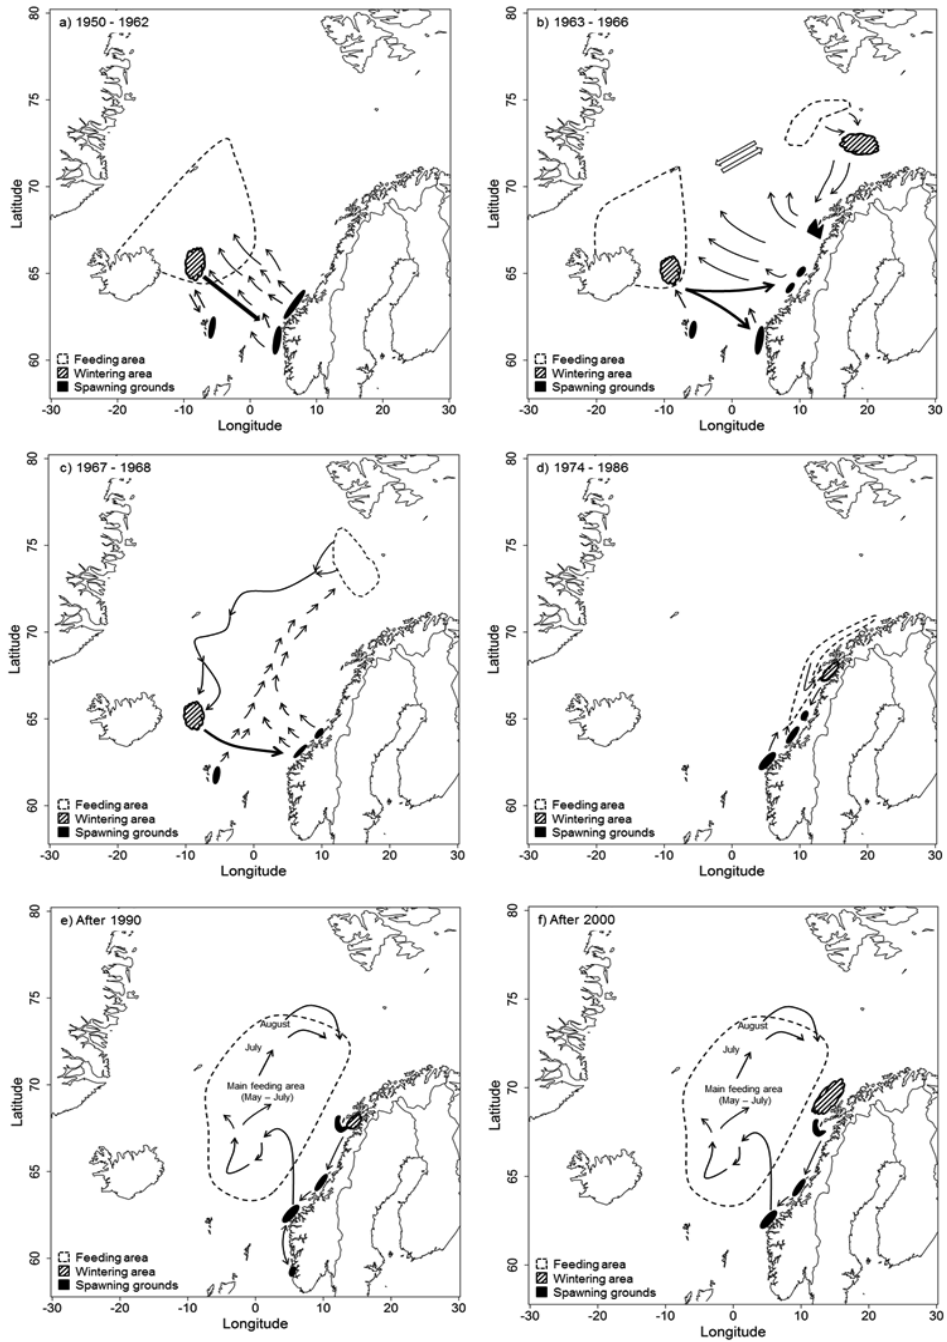 a) 1950 - 1962
80
75
70
65
60
Latitude
Feeding area
Wintering area
Spawning grounds
-30 -20 -10 0 10 20 30
Longitude
b) 1963 - 1966
80
75
70
65
60
Latitude
Feeding area
Wintering area
Spawning grounds
-30 -20 -10 0 10 20 30
Longitude
c) 1967 - 1968
80
75
70
65
60
Latitude
Feeding area
Wintering area
Spawning grounds
-30 -20 -10 0 10 20 30
Longitude
d) 1974 - 1986
80
75
70
65
60
Latitude
Feeding area
Wintering area
Spawning grounds
-30 -20 -10 0 10 20 30
Longitude
e) After 1990
80
75
70
65
60
Latitude
August
July
Main feeding area
(May – July)
Feeding area
Wintering area
Spawning grounds
-30 -20 -10 0 10 20 30
Longitude
f) After 2000
80
75
70
65
60
Latitude
August
July
Main feeding area
(May – July)
Feeding area
Wintering area
Spawning grounds
-30 -20 -10 0 10 20 30
Longitude